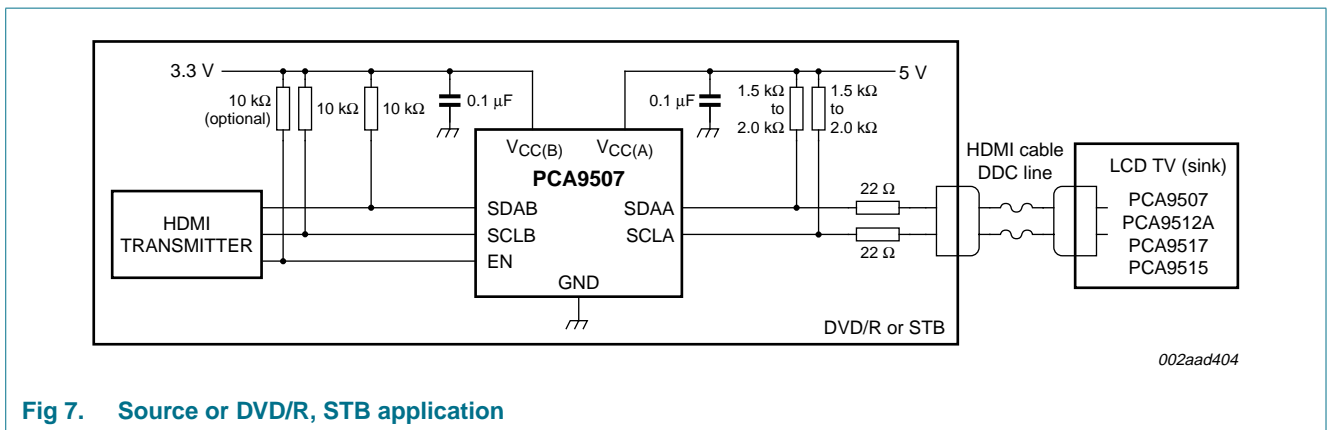 3.3 V
5 V
10 kΩ
(optional)
10 kΩ
10 kΩ
0.1 μF
0.1 μF
1.5 kΩ
to
2.0 kΩ
1.5 kΩ
to
2.0 kΩ
VCC(B)
VCC(A)
PCA9507
HDMI
TRANSMITTER
SDAB
SCLB
EN
SDAA
SCLA
GND
22 Ω
22 Ω
HDMI cable
DDC line
LCD TV (sink)
PCA9507
PCA9512A
PCA9517
PCA9515
DVD/R or STB
002aad404
Fig 7. Source or DVD/R, STB application